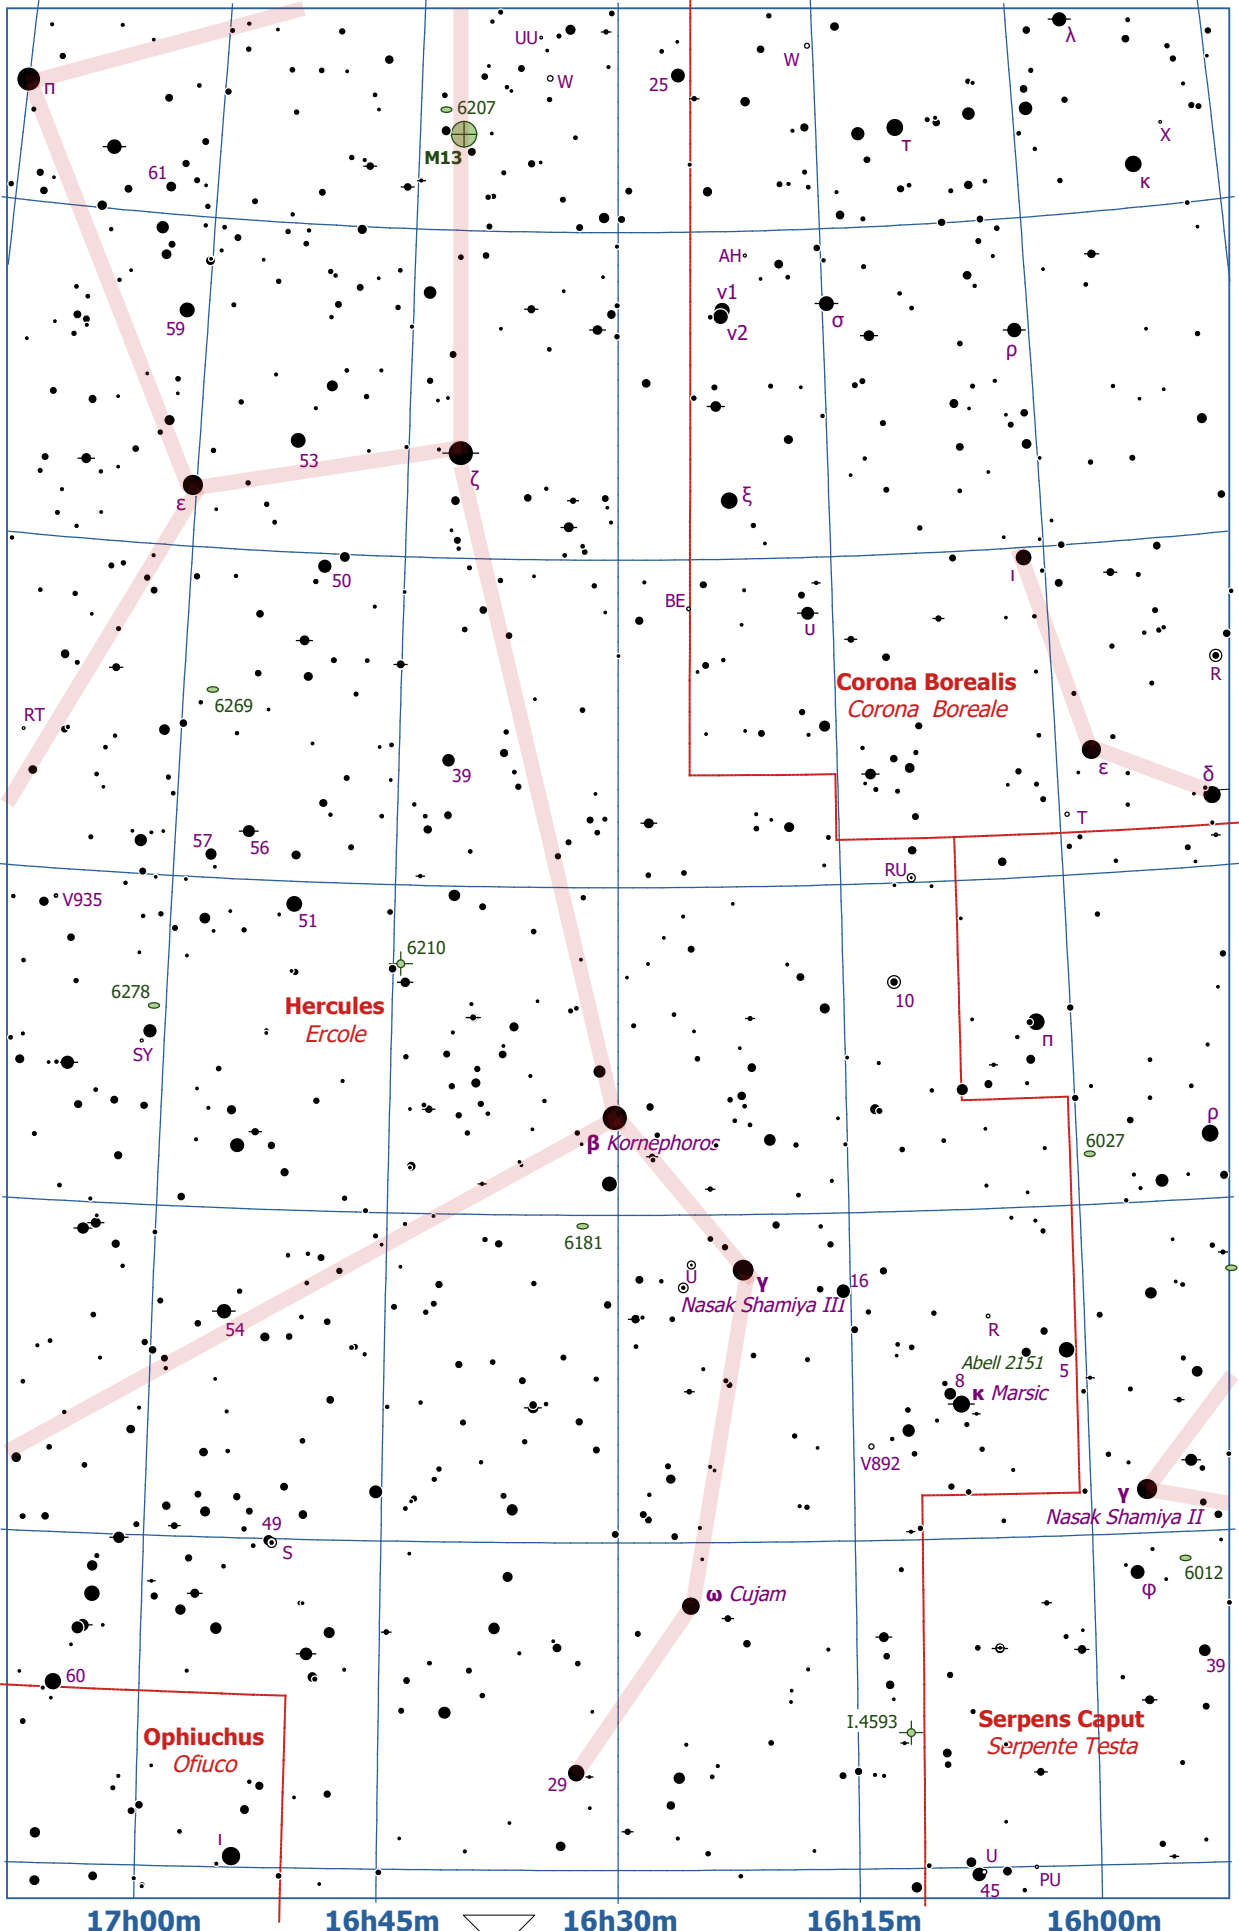 λ
UU
W
W
25
π
6207
M13
τ
X
κ
61
AH
ν1
ν2
σ
ρ
59
53
ζ
ξ
ε
50
ι
BE
υ
R
Corona Borealis
Corona Boreale
6269
RT
39
ε
δ
T
57
56
RU
V935
51
6210
6278
Hercules
Ercole
10
π
SY
ρ
β Kornephoros
6027
6181
U
γ
16
Nasak Shamiya III
54
R
Abell 2151
5
8
κ Marsic
V892
γ
Nasak Shamiya II
49
S
6012
φ
ω Cujam
39
60
I.4593
Ophiuchus
Ofiuco
Serpens Caput
Serpente Testa
29
ι
U
45
PU
17h00m 16h45m 16h30m 16h15m 16h00m